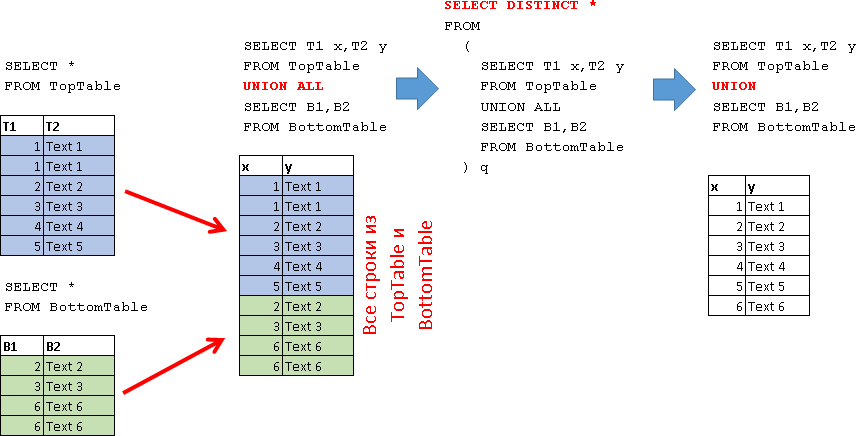 SELECT *
FROM TopTable
T1 T2
1 Text 1
1 Text 1
2 Text 2
3 Text 3
4 Text 4
5 Text 5
SELECT *
FROM BottomTable
B1 B2
2 Text 2
3 Text 3
6 Text 6
6 Text 6
SELECT T1 x,T2 y
FROM TopTable
UNION ALL
SELECT B1,B2
FROM BottomTable
x y
1 Text 1
1 Text 1
2 Text 2
3 Text 3
4 Text 4
5 Text 5
2 Text 2
3 Text 3
6 Text 6
6 Text 6
Все строки из
TopTable и
BottomTable
SELECT DISTINCT *
FROM
(
SELECT T1 x,T2 y
FROM TopTable
UNION ALL
SELECT B1,B2
FROM BottomTable
) q
SELECT T1 x,T2 y
FROM TopTable
UNION
SELECT B1,B2
FROM BottomTable
x y
1 Text 1
2 Text 2
3 Text 3
4 Text 4
5 Text 5
6 Text 6